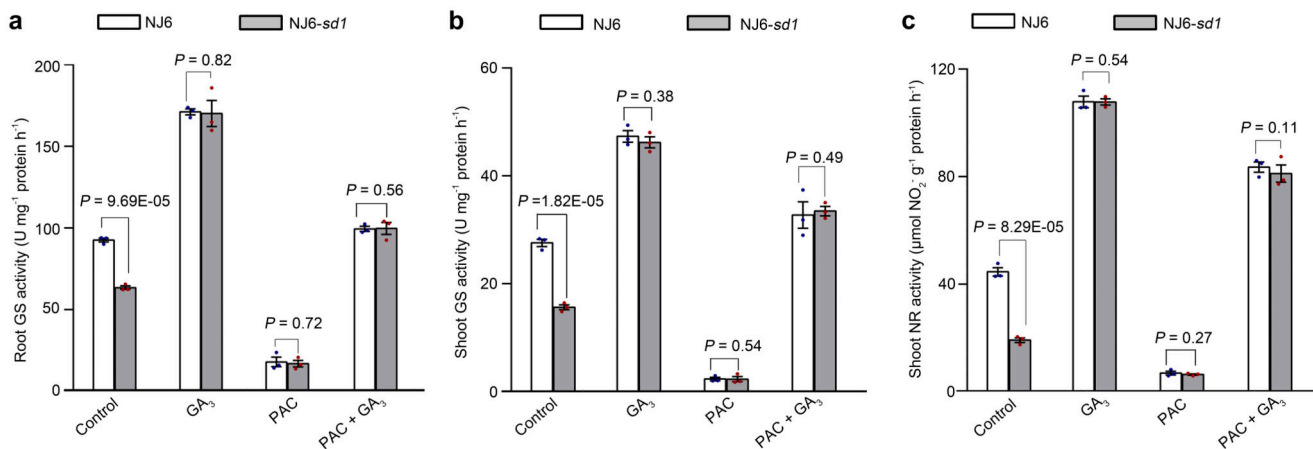 a
NJ6
NJ6-sd1
Root GS activity (U mg⁻¹ protein h⁻¹)
200
150
100
50
0
P = 9.69E-05
P = 0.82
P = 0.72
P = 0.56
Control
GA₃
PAC
PAC + GA₃
b
NJ6
NJ6-sd1
Shoot GS activity (U mg⁻¹ protein h⁻¹)
60
40
20
0
P =1.82E-05
P = 0.38
P = 0.54
P = 0.49
Control
GA₃
PAC
PAC + GA₃
c
NJ6
NJ6-sd1
Shoot NR activity (μmol NO₂⁻ g⁻¹ protein h⁻¹)
120
80
40
0
P = 8.29E-05
P = 0.54
P = 0.27
P = 0.11
Control
GA₃
PAC
PAC + GA₃